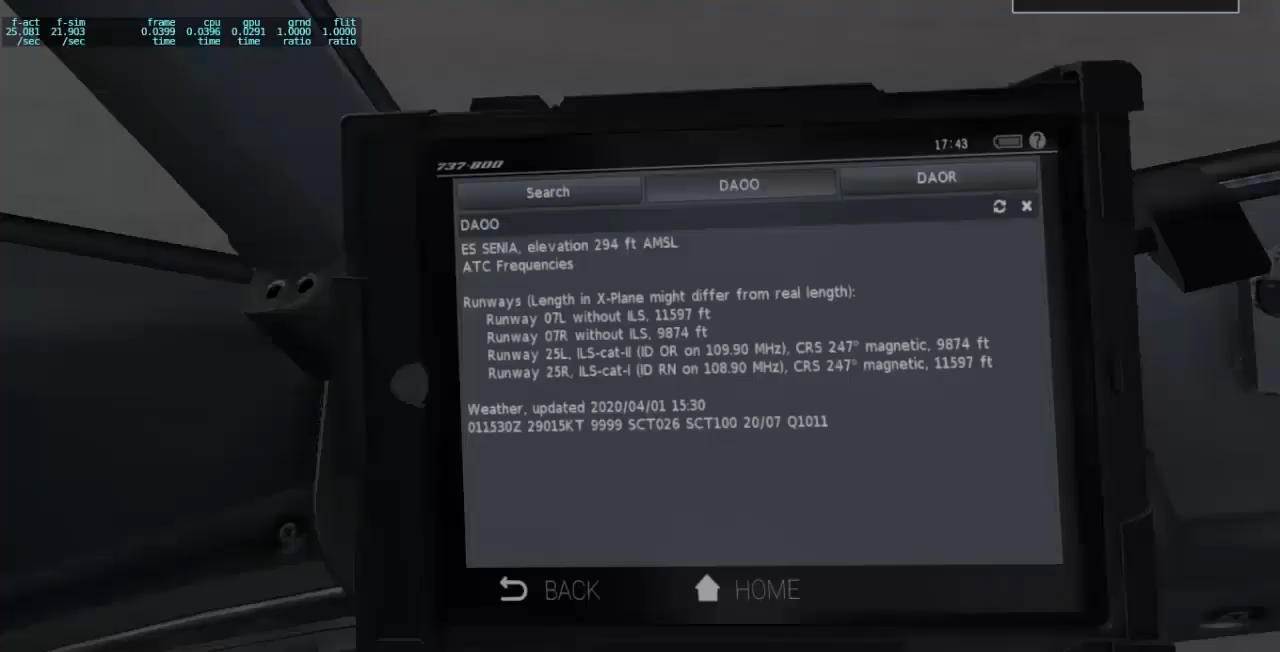 f-act f-sim frame cpu gpu grnd flit
25.081 21.903 0.0399 0.0396 0.0291 1.0000 1.0000
/sec /sec time time time ratio ratio
737-800 17:43 ?
Search DAOO DAOR
DAOO
ES SENIA, elevation 294 ft AMSL
ATC Frequencies
Runways (Length in X-Plane might differ from real length):
Runway 07L without ILS, 11597 ft
Runway 07R without ILS, 9874 ft
Runway 25L, ILS-cat-II (ID OR on 109.90 MHz), CRS 247° magnetic, 9874 ft
Runway 25R, ILS-cat-I (ID RN on 108.90 MHz), CRS 247° magnetic, 11597 ft
Weather, updated 2020/04/01 15:30
011530Z 29015KT 9999 SCT026 SCT100 20/07 Q1011
BACK HOME